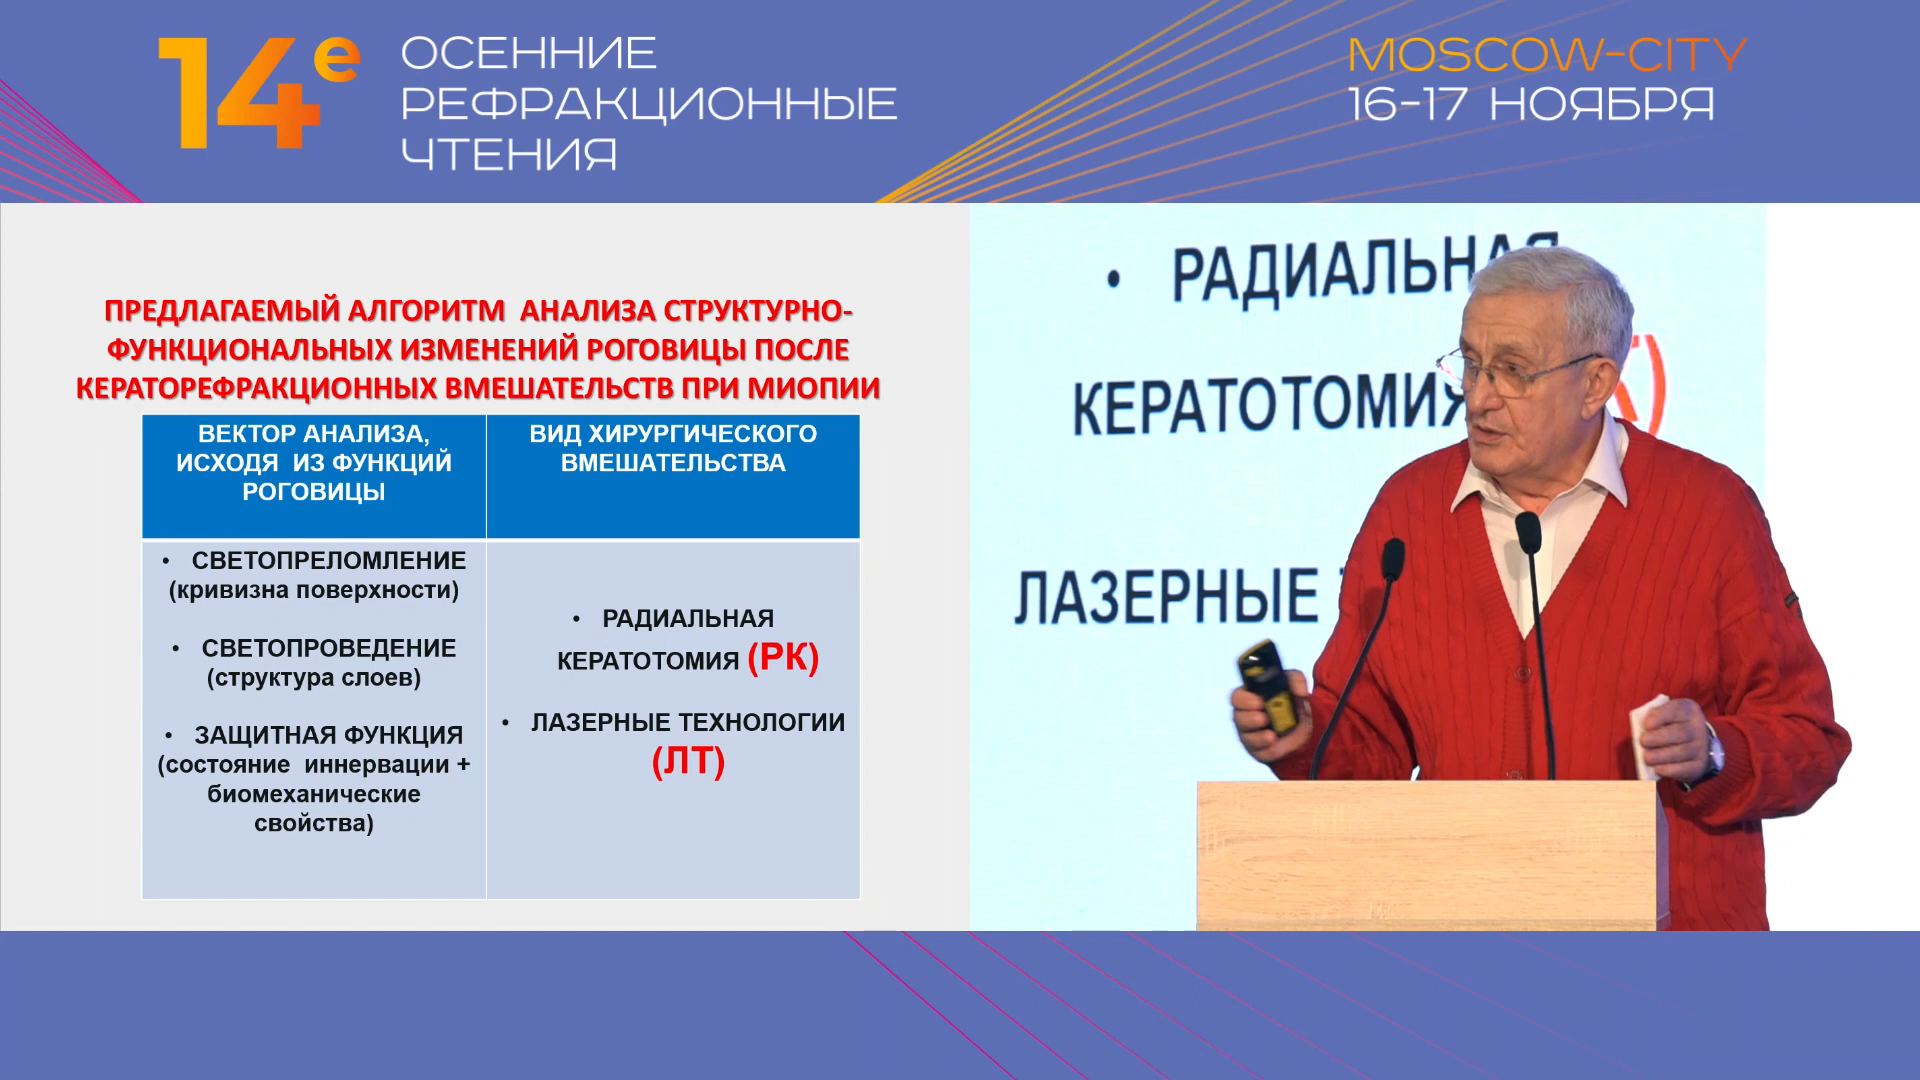 14е
ОСЕННИЕ
РЕФРАКЦИОННЫЕ
ЧТЕНИЯ
MOSCOW-CITY
16-17 НОЯБРЯ
ПРЕДЛАГАЕМЫЙ АЛГОРИТМ АНАЛИЗА СТРУКТУРНО-
ФУНКЦИОНАЛЬНЫХ ИЗМЕНЕНИЙ РОГОВИЦЫ ПОСЛЕ
КЕРАТОРЕФРАКЦИОННЫХ ВМЕШАТЕЛЬСТВ ПРИ МИОПИИ
ВЕКТОР АНАЛИЗА,
ИСХОДЯ ИЗ ФУНКЦИЙ
РОГОВИЦЫ
ВИД ХИРУРГИЧЕСКОГО
ВМЕШАТЕЛЬСТВА
• СВЕТОПРЕЛОМЛЕНИЕ
(кривизна поверхности)
• СВЕТОПРОВЕДЕНИЕ
(структура слоев)
• ЗАЩИТНАЯ ФУНКЦИЯ
(состояние иннервации +
биомеханические
свойства)
• РАДИАЛЬНАЯ
КЕРАТОТОМИЯ (РК)
• ЛАЗЕРНЫЕ ТЕХНОЛОГИИ
(ЛТ)
• РАДИАЛЬНАЯ
КЕРАТОТОМИЯ
ЛАЗЕРНЫЕ